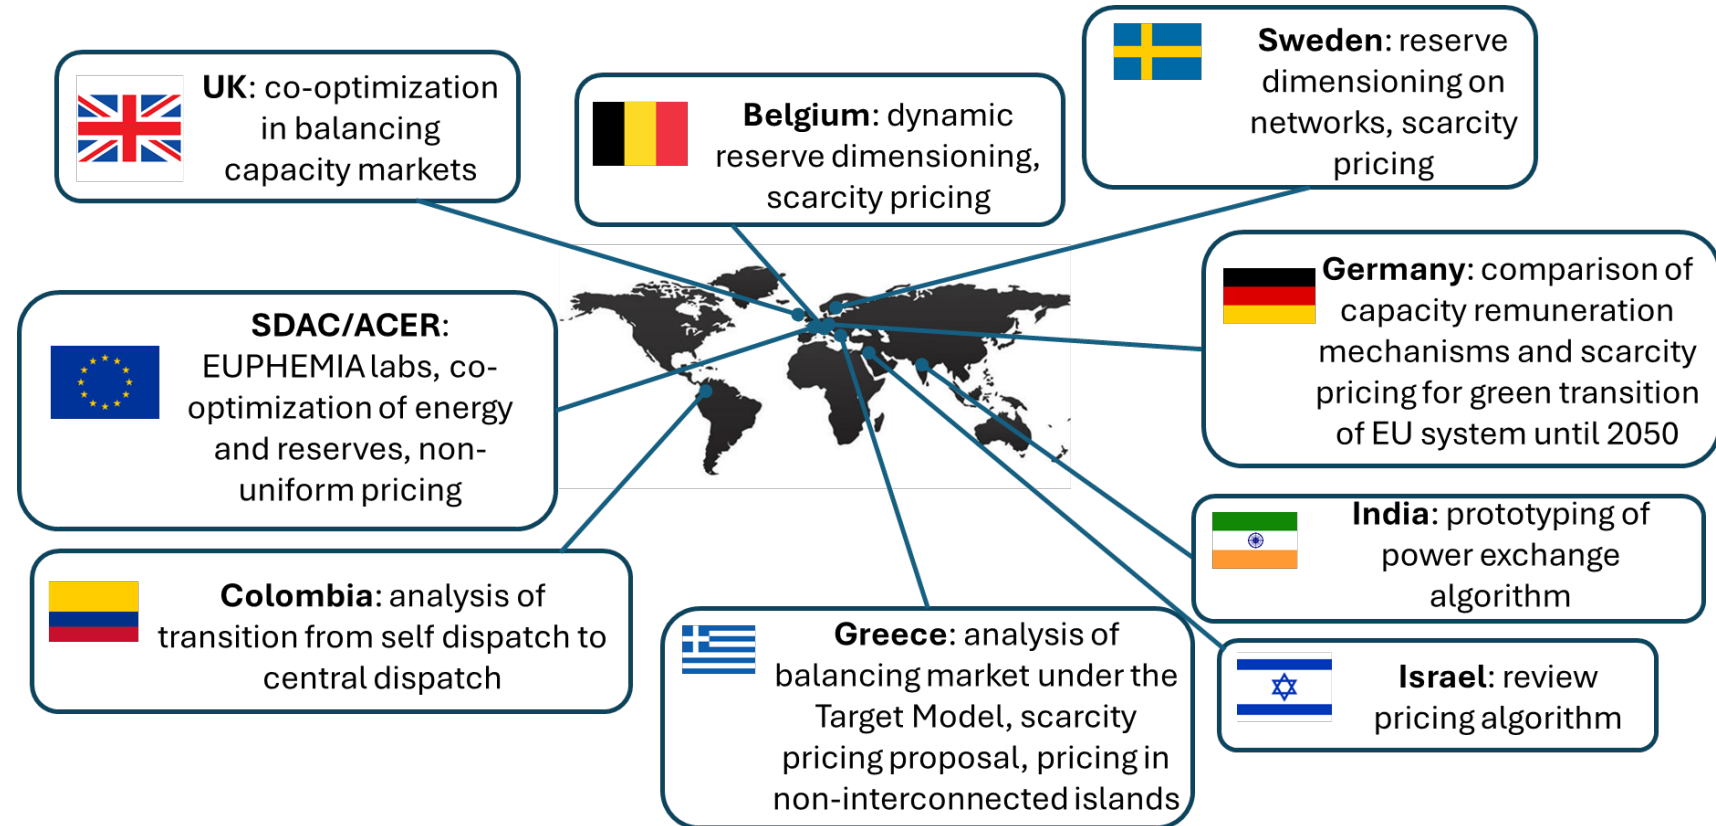 UK: co-optimization
in balancing
capacity markets
Belgium: dynamic
reserve dimensioning,
scarcity pricing
Sweden: reserve
dimensioning on
networks, scarcity
pricing
SDAC/ACER:
EUPHEMIA labs, co-
optimization of energy
and reserves, non-
uniform pricing
Germany: comparison of
capacity remuneration
mechanisms and scarcity
pricing for green transition
of EU system until 2050
Colombia: analysis of
transition from self dispatch to
central dispatch
Greece: analysis of
balancing market under the
Target Model, scarcity
pricing proposal, pricing in
non-interconnected islands
India: prototyping of
power exchange
algorithm
Israel: review
pricing algorithm